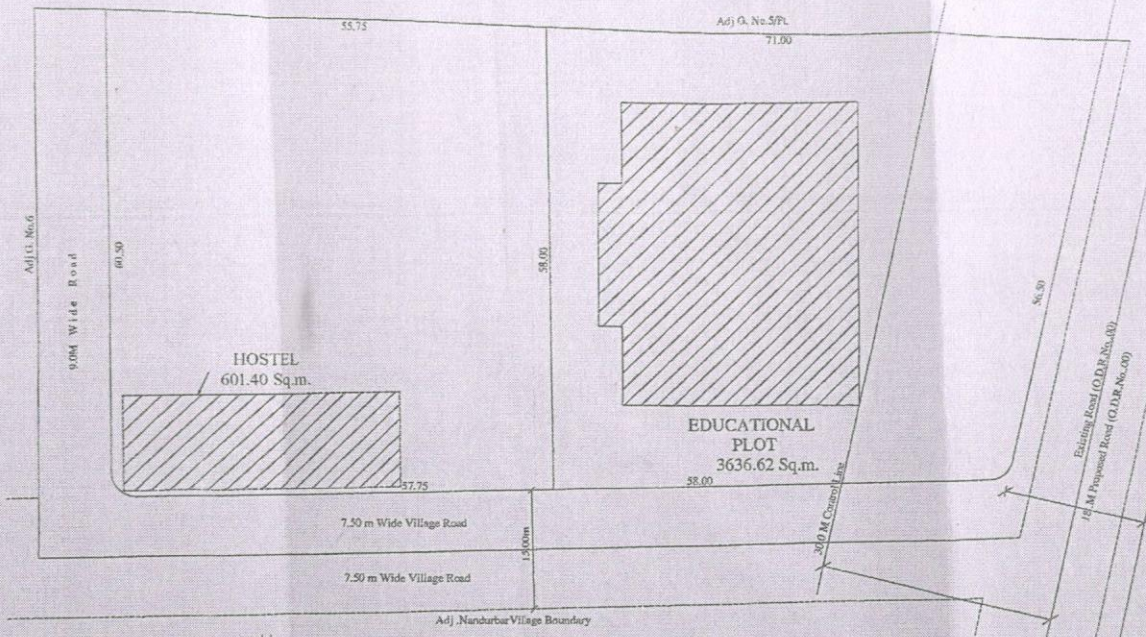 Adj G. No.5/Pt.
55.75
71.00
Adj G. No.6
9.0M Wide Road
60.50
58.00
56.50
HOSTEL
601.40 Sq.m.
EDUCATIONAL
PLOT
3636.62 Sq.m.
57.75
58.00
Existing Road (O.D.R.No.00)
18. M Proposed Road (O.D.R.No.00)
30.0 M Control Line
7.50 m Wide Village Road
15.00m
7.50 m Wide Village Road
Adj .Nandurbar Village Boundary